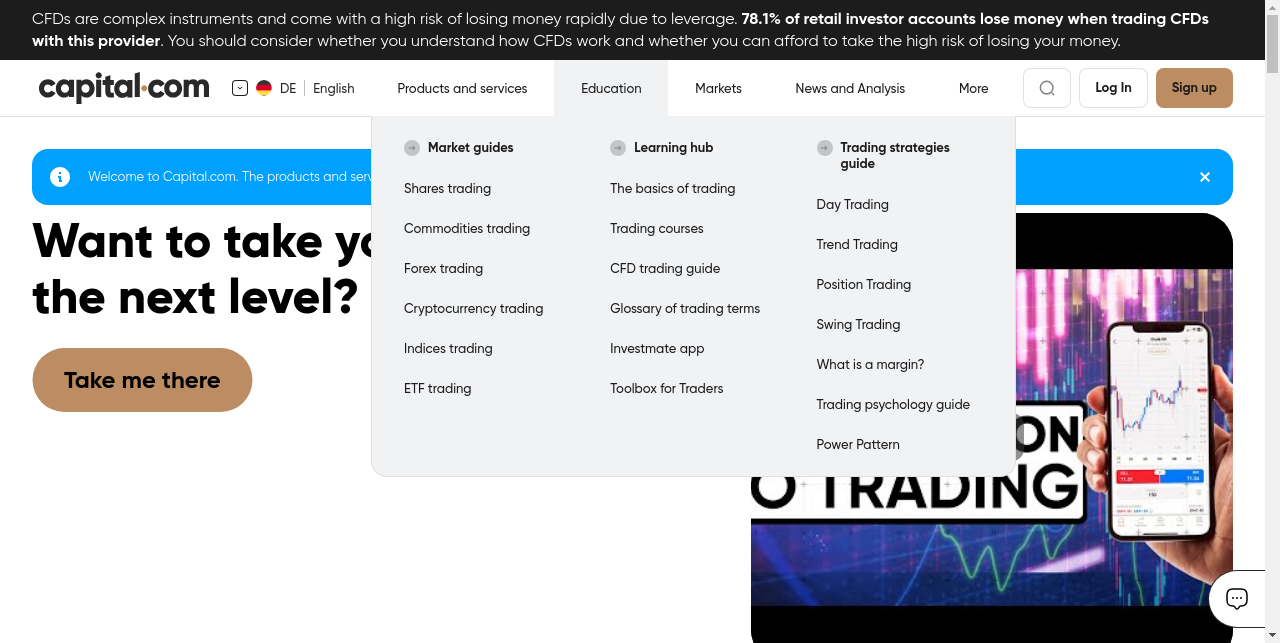 CFDs are complex instruments and come with a high risk of losing money rapidly due to leverage. 78.1% of retail investor accounts lose money when trading CFDs
with this provider. You should consider whether you understand how CFDs work and whether you can afford to take the high risk of losing your money.
capital.com
DE
English
Products and services
Education
Markets
News and Analysis
More
Log In
Sign up
Welcome to Capital.com. The products and
Want to take
the next level?
Take me there
Market guides
Shares trading
Commodities trading
Forex trading
Cryptocurrency trading
Indices trading
ETF trading
Learning hub
The basics of trading
Trading courses
CFD trading guide
Glossary of trading terms
Investmate app
Toolbox for Traders
Trading strategies
guide
Day Trading
Trend Trading
Position Trading
Swing Trading
What is a margin?
Trading psychology guide
Power Pattern
ON
O TRADING